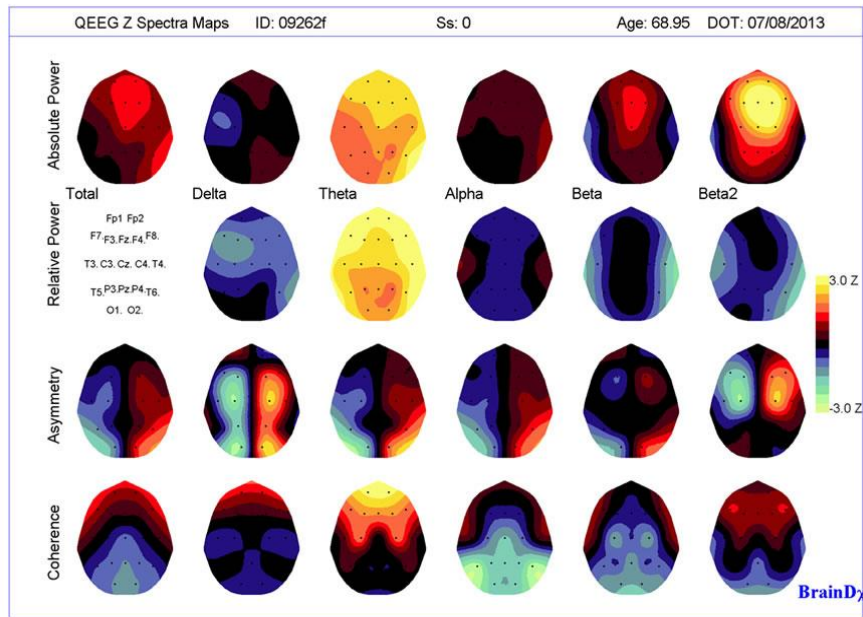 QEEG Z Spectra Maps ID: 09262f Ss: 0 Age: 68.95 DOT: 07/08/2013
Absolute Power
Total Delta Theta Alpha Beta Beta2
Relative Power
Fp1 Fp2
F7. F3. Fz. F4. F8.
T3. C3. Cz. C4. T4.
T5. P3. Pz. P4. T6.
O1. O2.
3.0 Z
-3.0 Z
Asymmetry
Coherence